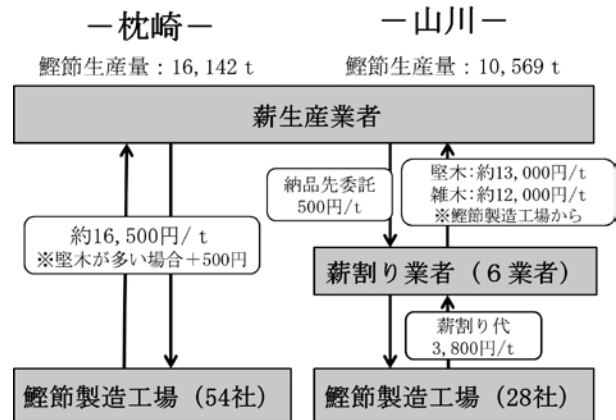 －枕崎－
鰹節生産量：16,142 t
－山川－
鰹節生産量：10,569 t
薪生産業者
約16,500円/ t
※堅木が多い場合＋500円
納品先委託
500円/t
堅木：約13,000円/t
雑木：約12,000円/t
※鰹節製造工場から
薪割り業者（６業者）
薪割り代
3,800円/t
鰹節製造工場（54社）
鰹節製造工場（28社）